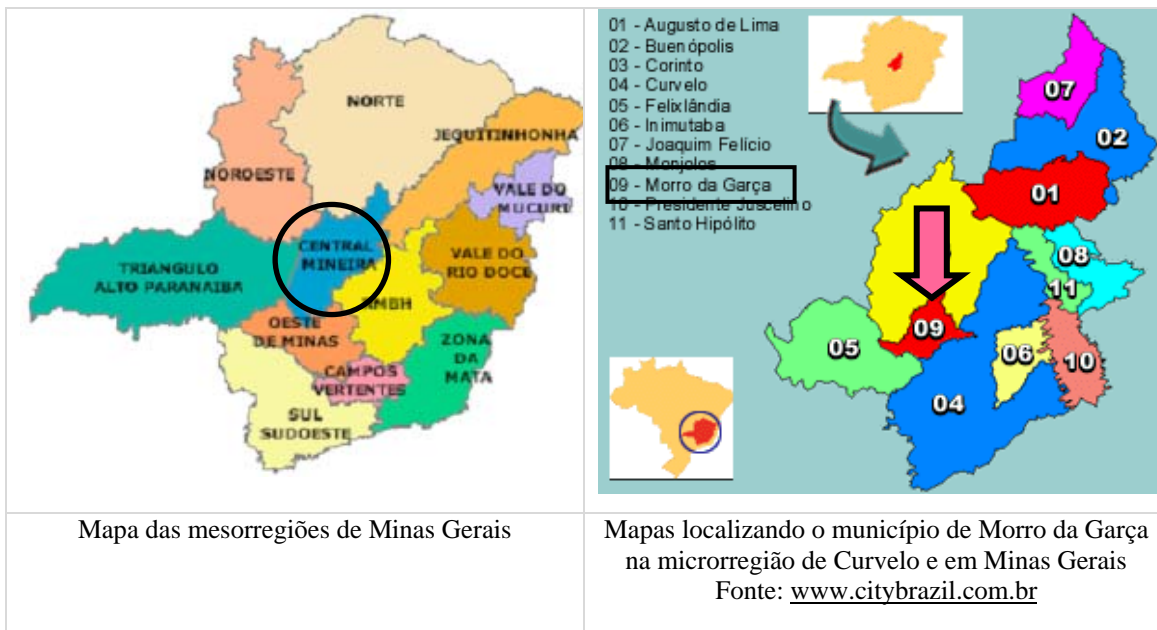 NORTE
JEQUITINHONHA
NOROESTE
VALE DO
MUCURI
CENTRAL
MINEIRA
VALE DO
RIO DOCE
TRIANGULO
ALTO PARANAIBA
RMBH
OESTE
DE MINAS
ZONA
DA
MATA
CAMPOS
VERTENTES
SUL
SUDOESTE
01 - Augusto de Lima
02 - Buenópolis
03 - Corinto
04 - Curvelo
05 - Felixlândia
06 - Inimutaba
07 - Joaquim Felício
08 - Monjolos
09 - Morro da Garça
10 - Presidente Juscelino
11 - Santo Hipólito
07
02
01
08
11
09
05
06
10
04
Mapa das mesorregiões de Minas Gerais
Mapas localizando o município de Morro da Garça
na microrregião de Curvelo e em Minas Gerais
Fonte: www.citybrazil.com.br